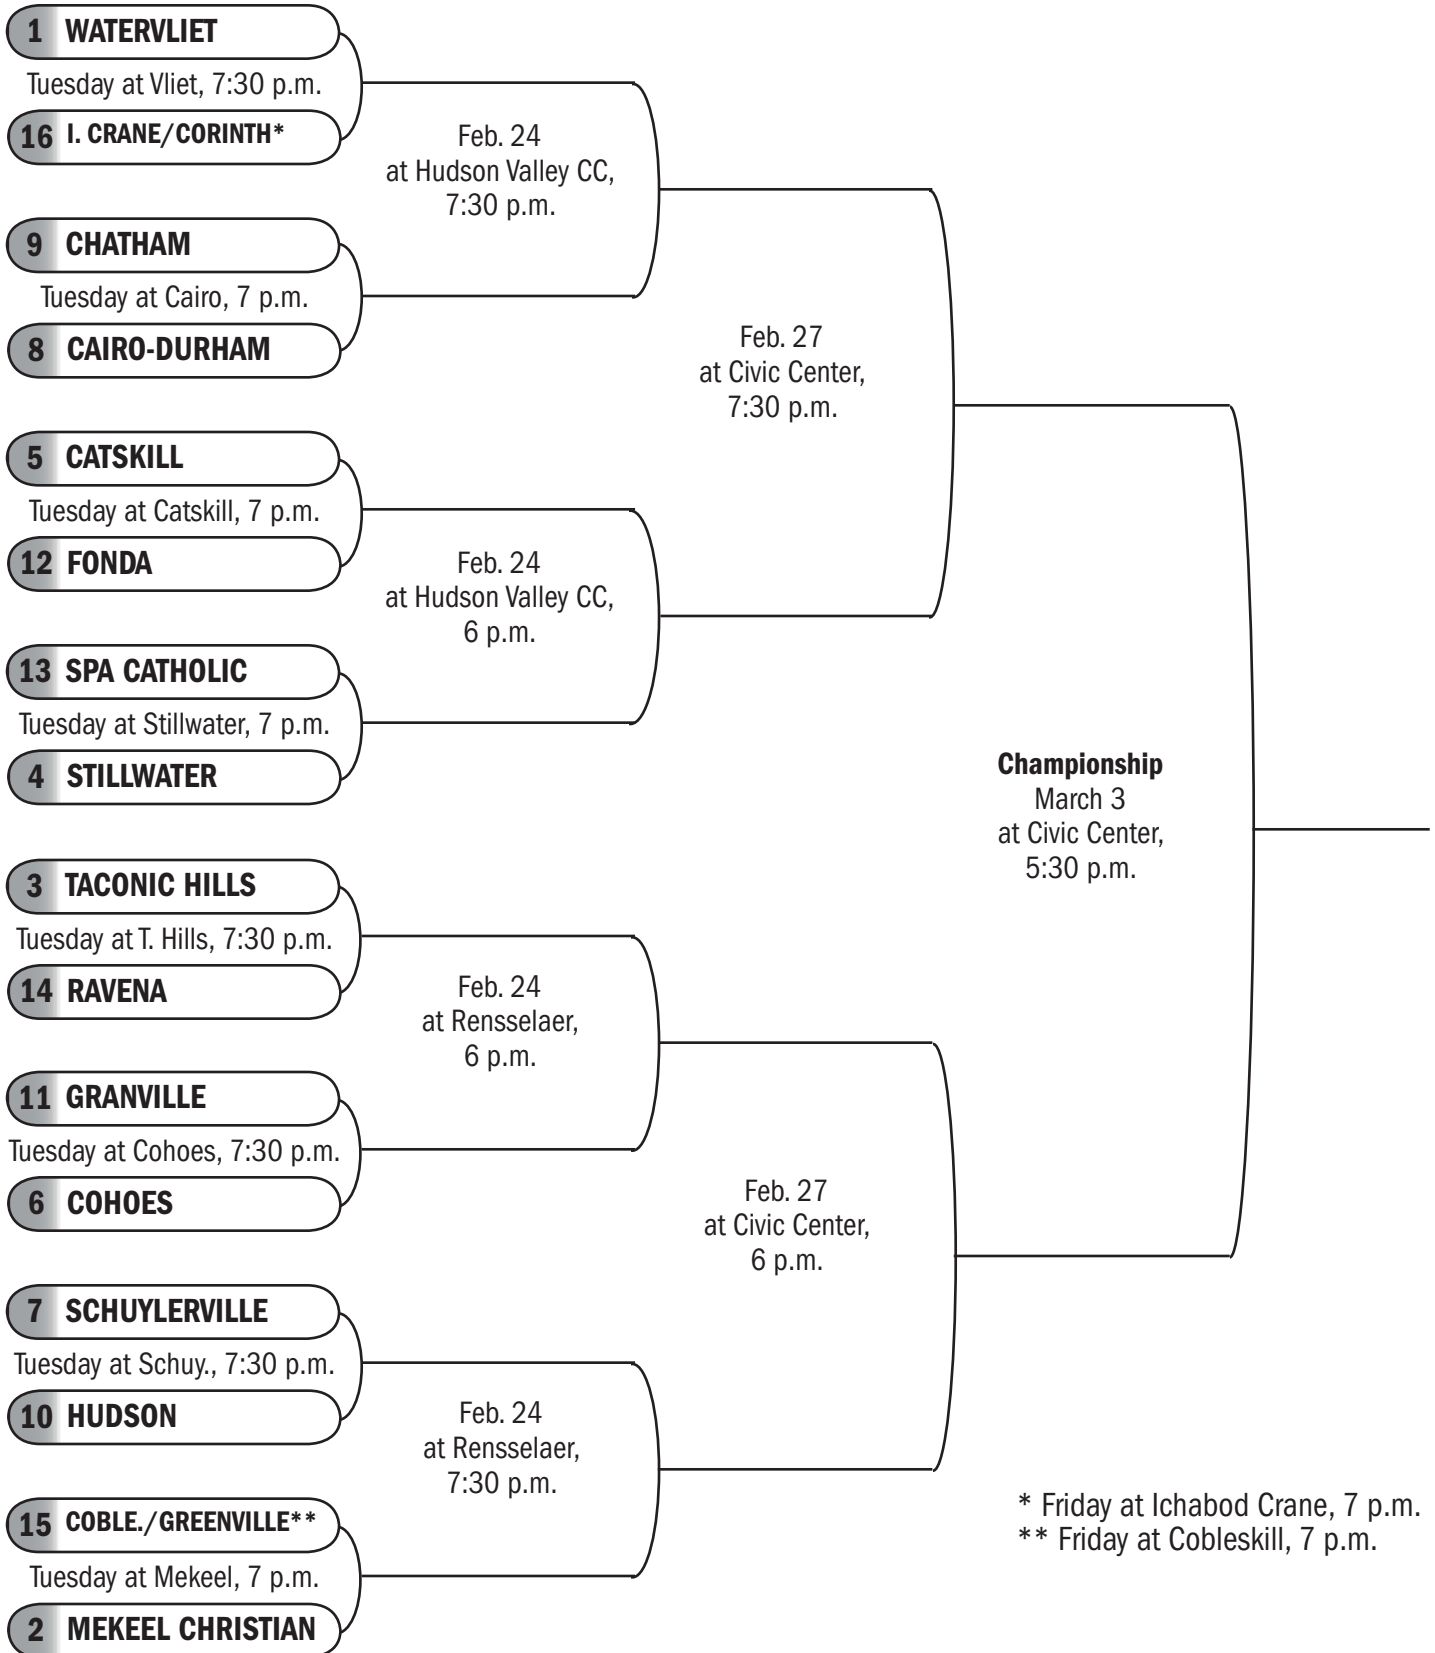 1 WATERVLIET
Tuesday at Vliet, 7:30 p.m.
16 I. CRANE/CORINTH*
9 CHATHAM
Tuesday at Cairo, 7 p.m.
8 CAIRO-DURHAM
5 CATSKILL
Tuesday at Catskill, 7 p.m.
12 FONDA
13 SPA CATHOLIC
Tuesday at Stillwater, 7 p.m.
4 STILLWATER
3 TACONIC HILLS
Tuesday at T. Hills, 7:30 p.m.
14 RAVENA
11 GRANVILLE
Tuesday at Cohoes, 7:30 p.m.
6 COHOES
7 SCHUYLERVILLE
Tuesday at Schuy., 7:30 p.m.
10 HUDSON
15 COBLE./GREENVILLE**
Tuesday at Mekeel, 7 p.m.
2 MEKEEL CHRISTIAN
Feb. 24
at Hudson Valley CC,
7:30 p.m.
Feb. 24
at Hudson Valley CC,
6 p.m.
Feb. 24
at Rensselaer,
6 p.m.
Feb. 24
at Rensselaer,
7:30 p.m.
Feb. 27
at Civic Center,
7:30 p.m.
Feb. 27
at Civic Center,
6 p.m.
Championship
March 3
at Civic Center,
5:30 p.m.
* Friday at Ichabod Crane, 7 p.m.
** Friday at Cobleskill, 7 p.m.